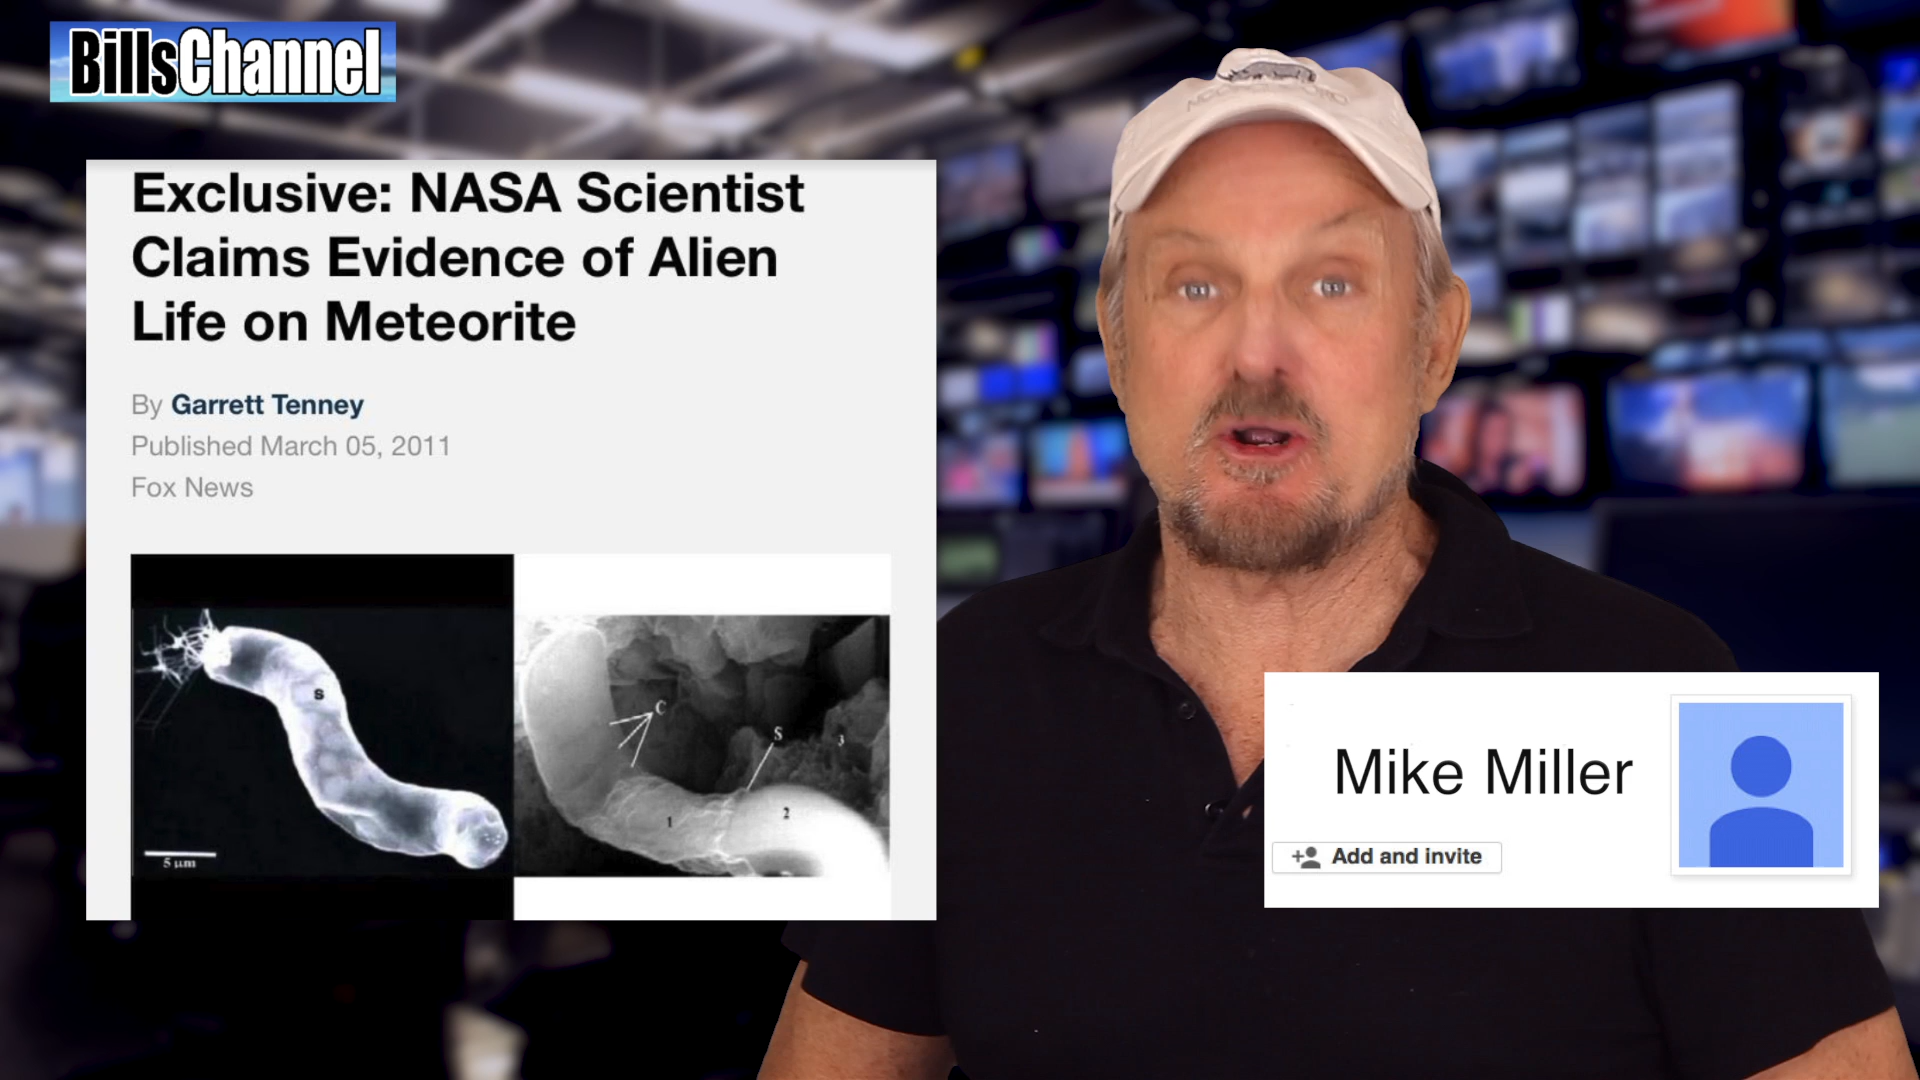 BillsChannel
Exclusive: NASA Scientist
Claims Evidence of Alien
Life on Meteorite
By Garrett Tenney
Published March 05, 2011
Fox News
S
5 µm
C
S
3
1
2
Mike Miller
Add and invite